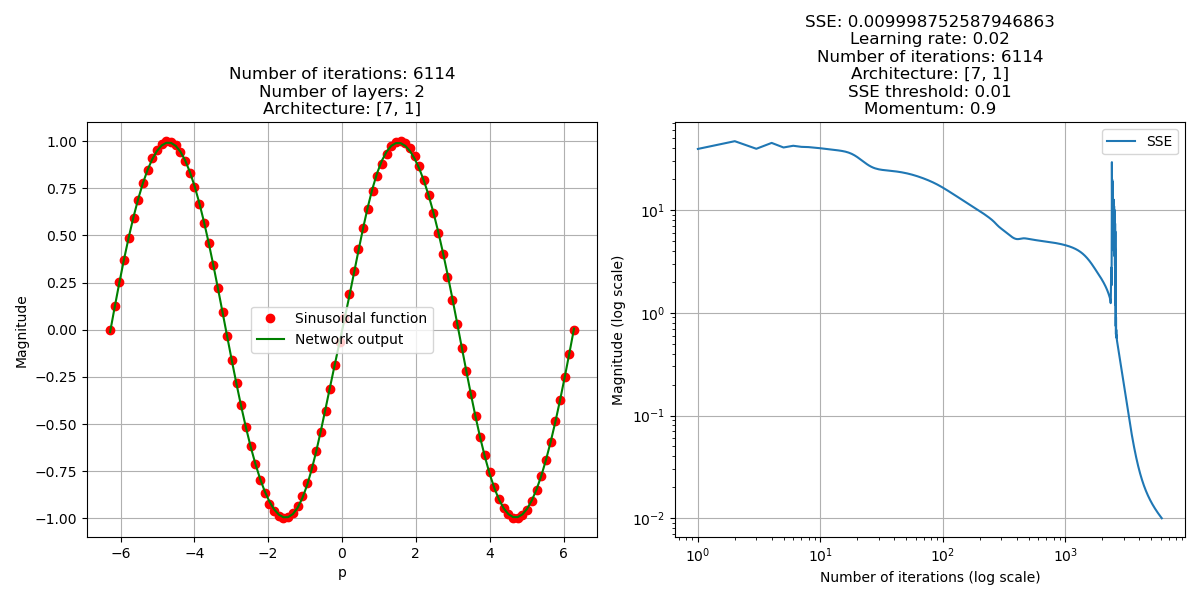 Number of iterations: 6114
Number of layers: 2
Architecture: [7, 1]
1.00
0.75
0.50
0.25
0.00
−0.25
−0.50
−0.75
−1.00
Magnitude
Sinusoidal function
Network output
−6
−4
−2
0
2
4
6
p
SSE: 0.009998752587946863
Learning rate: 0.02
Number of iterations: 6114
Architecture: [7, 1]
SSE threshold: 0.01
Momentum: 0.9
SSE
10¹
10⁰
10⁻¹
10⁻²
Magnitude (log scale)
10⁰
10¹
10²
10³
Number of iterations (log scale)